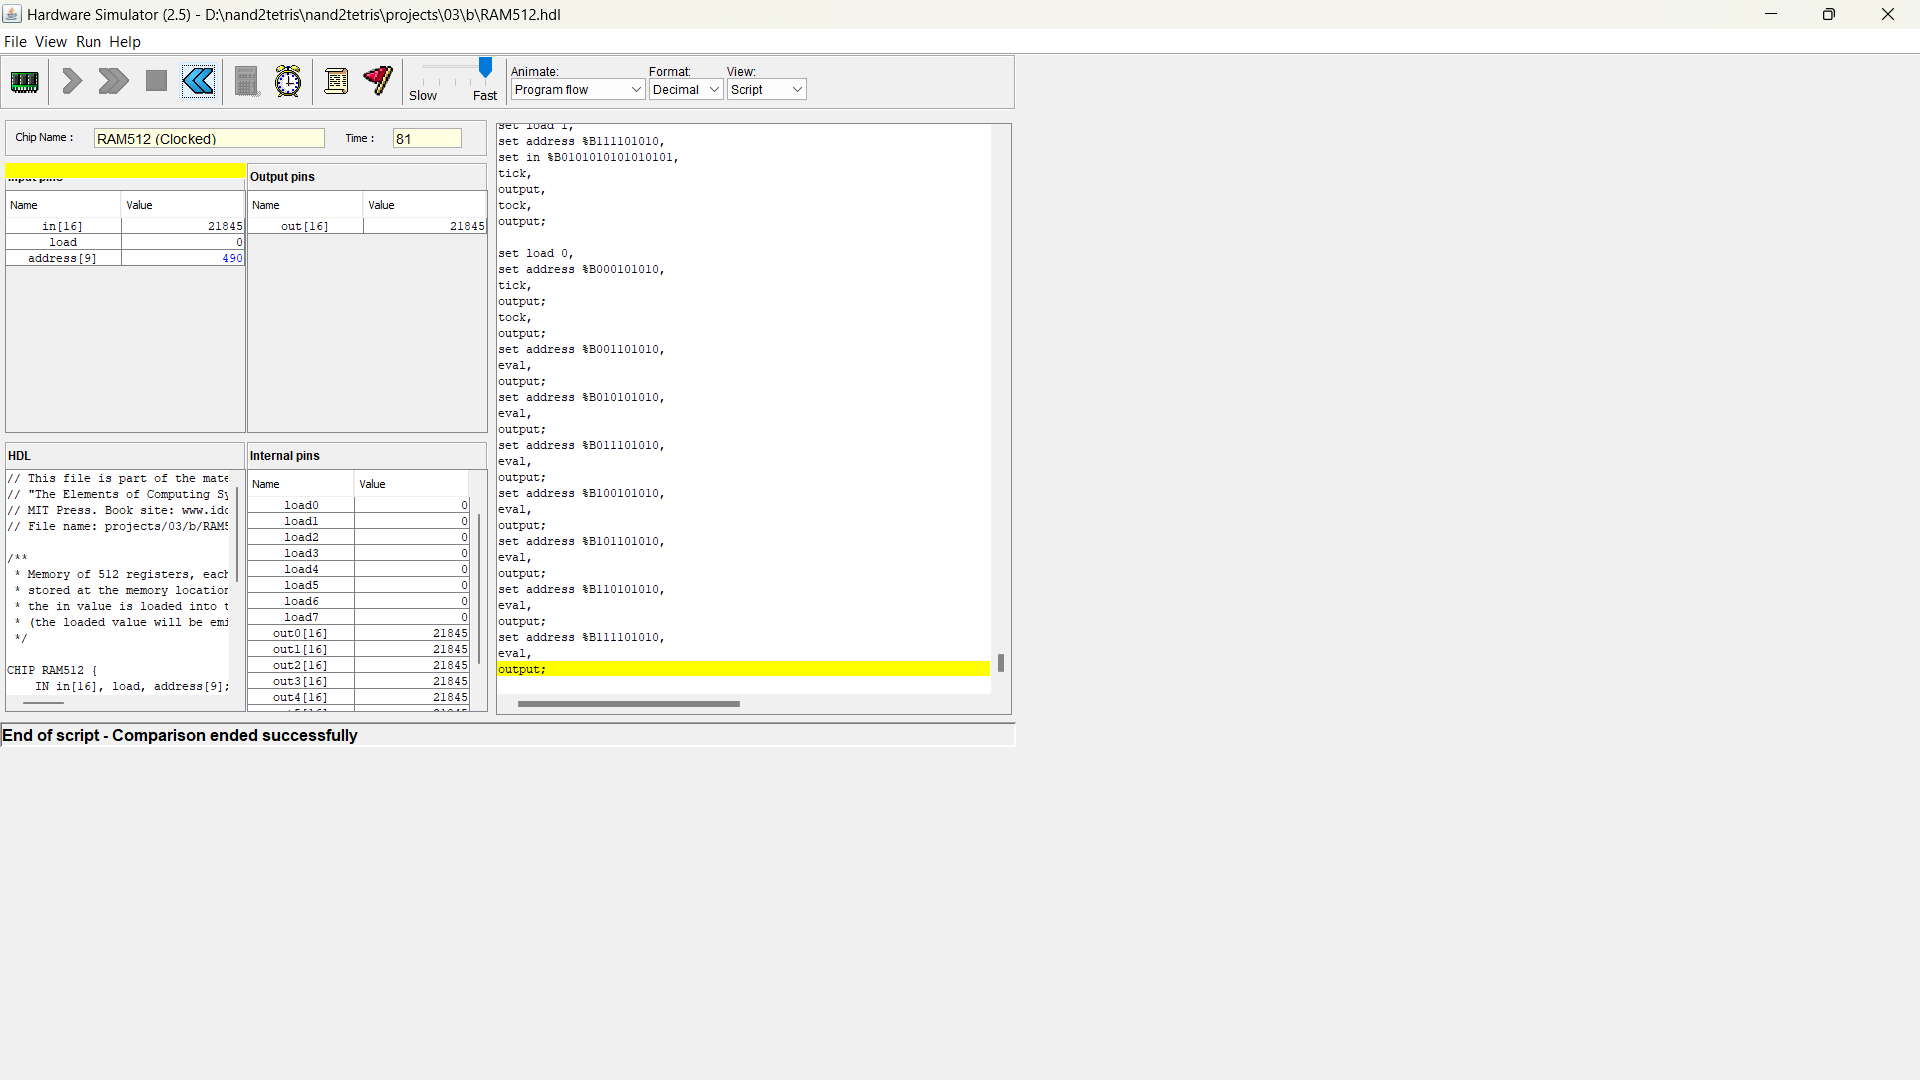 Hardware Simulator (2.5) - D:\nand2tetris\nand2tetris\projects\03\b\RAM512.hdl
File View Run Help
Slow Fast
Animate: Format: View:
Program flow Decimal Script
Chip Name : RAM512 (Clocked) Time : 81
Input pins
Name Value
in[16] 21845
load 0
address[9] 490
Output pins
Name Value
out[16] 21845
HDL
// This file is part of the mate
// "The Elements of Computing Sy
// MIT Press. Book site: www.idc
// File name: projects/03/b/RAM5
/**
* Memory of 512 registers, each
* stored at the memory location
* the in value is loaded into t
* (the loaded value will be emi
*/
CHIP RAM512 {
IN in[16], load, address[9];
Internal pins
Name Value
load0 0
load1 0
load2 0
load3 0
load4 0
load5 0
load6 0
load7 0
out0[16] 21845
out1[16] 21845
out2[16] 21845
out3[16] 21845
out4[16] 21845
set load 1,
set address %B111101010,
set in %B0101010101010101,
tick,
output,
tock,
output;
set load 0,
set address %B000101010,
tick,
output;
tock,
output;
set address %B001101010,
eval,
output;
set address %B010101010,
eval,
output;
set address %B011101010,
eval,
output;
set address %B100101010,
eval,
output;
set address %B101101010,
eval,
output;
set address %B110101010,
eval,
output;
set address %B111101010,
eval,
output;
End of script - Comparison ended successfully